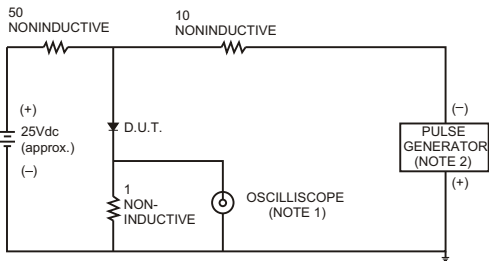 50
NONINDUCTIVE
10
NONINDUCTIVE
(+)
25Vdc
(approx.)
(–)
D.U.T.
1
NON-
INDUCTIVE
OSCILLISCOPE
(NOTE 1)
(–)
PULSE
GENERATOR
(NOTE 2)
(+)